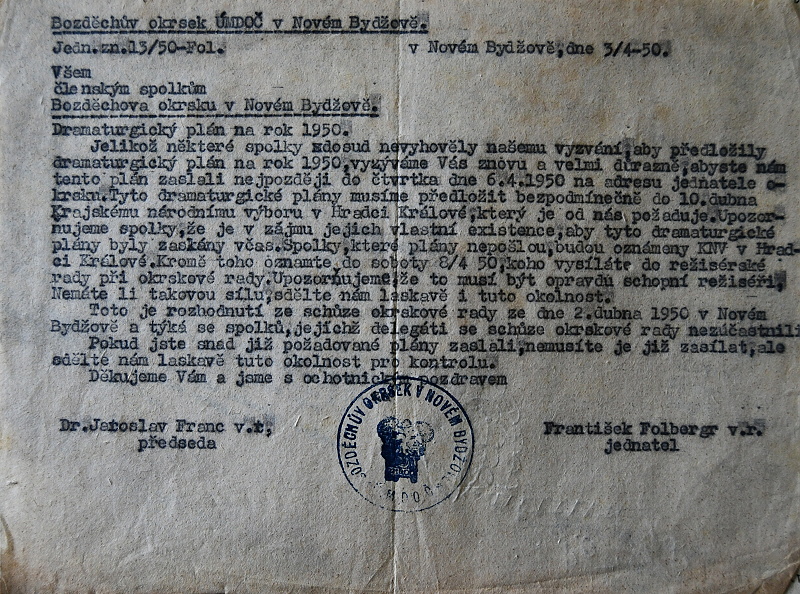 Bozděchův okrsek ÚMDOČ v Novém Bydžově.
Jedn.zn.13/50-Fol. v Novém Bydžově,dne 3/4-50.
Všem
členským spolkům
Bozděchova okrsku v Novém Bydžově.
Dramaturgický plán na rok 1950.
Jelikož některé spolky xdosud nevyhověly našemu vyzvání,aby předložily
dramaturgický plán na rok 1950,vyzýváme Vás znovu a velmi důrazně,abyste nám
tento plán zaslali nejpozději do čtvrtka dne 6.4.1950 na adresu jednatele o-
krsku.Tyto dramaturgické plány musíme předložit bezpodmínečně do 10.dubna
Krajskému národnímu výboru v Hradci Králové,který je od nás požaduje.Upozor-
ňujeme spolky,že je v zájmu jejich vlastní existence,aby tyto dramaturgické
plány byly zaslány včas.Spolky,které plány nepošlou,budou oznámeny KNV v Hrad-
ci Králové.Kromě toho oznamte do soboty 8/4 50,koho vysíláte do režisérské
rady při okrskové rady.Upozorňujeme,že to musí být opravdu schopní režiséři,
Nemáte li takovou sílu,sdělte nám laskavě i tuto okolnost.
Toto je rozhodnutí ze schůze okrskové rady ze dne 2.dubna 1950 v Novém
Bydžově a týká se spolků,jejichž delegáti se schůze okrskové rady nezúčastnili
Pokud jste snad již požadované plány zaslali,nemusíte je již zasílat,ale
sdělte nám laskavě tuto okolnost pro kontrolu.
Děkujeme Vám a jsme s ochotnickým pozdravem
Dr.Jaroslav Franc v.r, František Folbergr v.r.
předseda jednatel
BOZDĚCHŮV OKRSEK V NOVÉM BYDŽOVĚ
ÚMDOČ